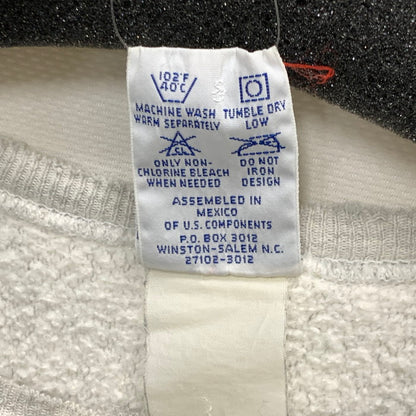 102°F
40°C
MACHINE WASH TUMBLE DRY
WARM SEPARATELY LOW
CL
ONLY NON- DO NOT
CHLORINE BLEACH IRON
WHEN NEEDED DESIGN
ASSEMBLED IN
MEXICO
OF U.S. COMPONENTS
P.O. BOX 3012
WINSTON-SALEM N.C.
27102-3012